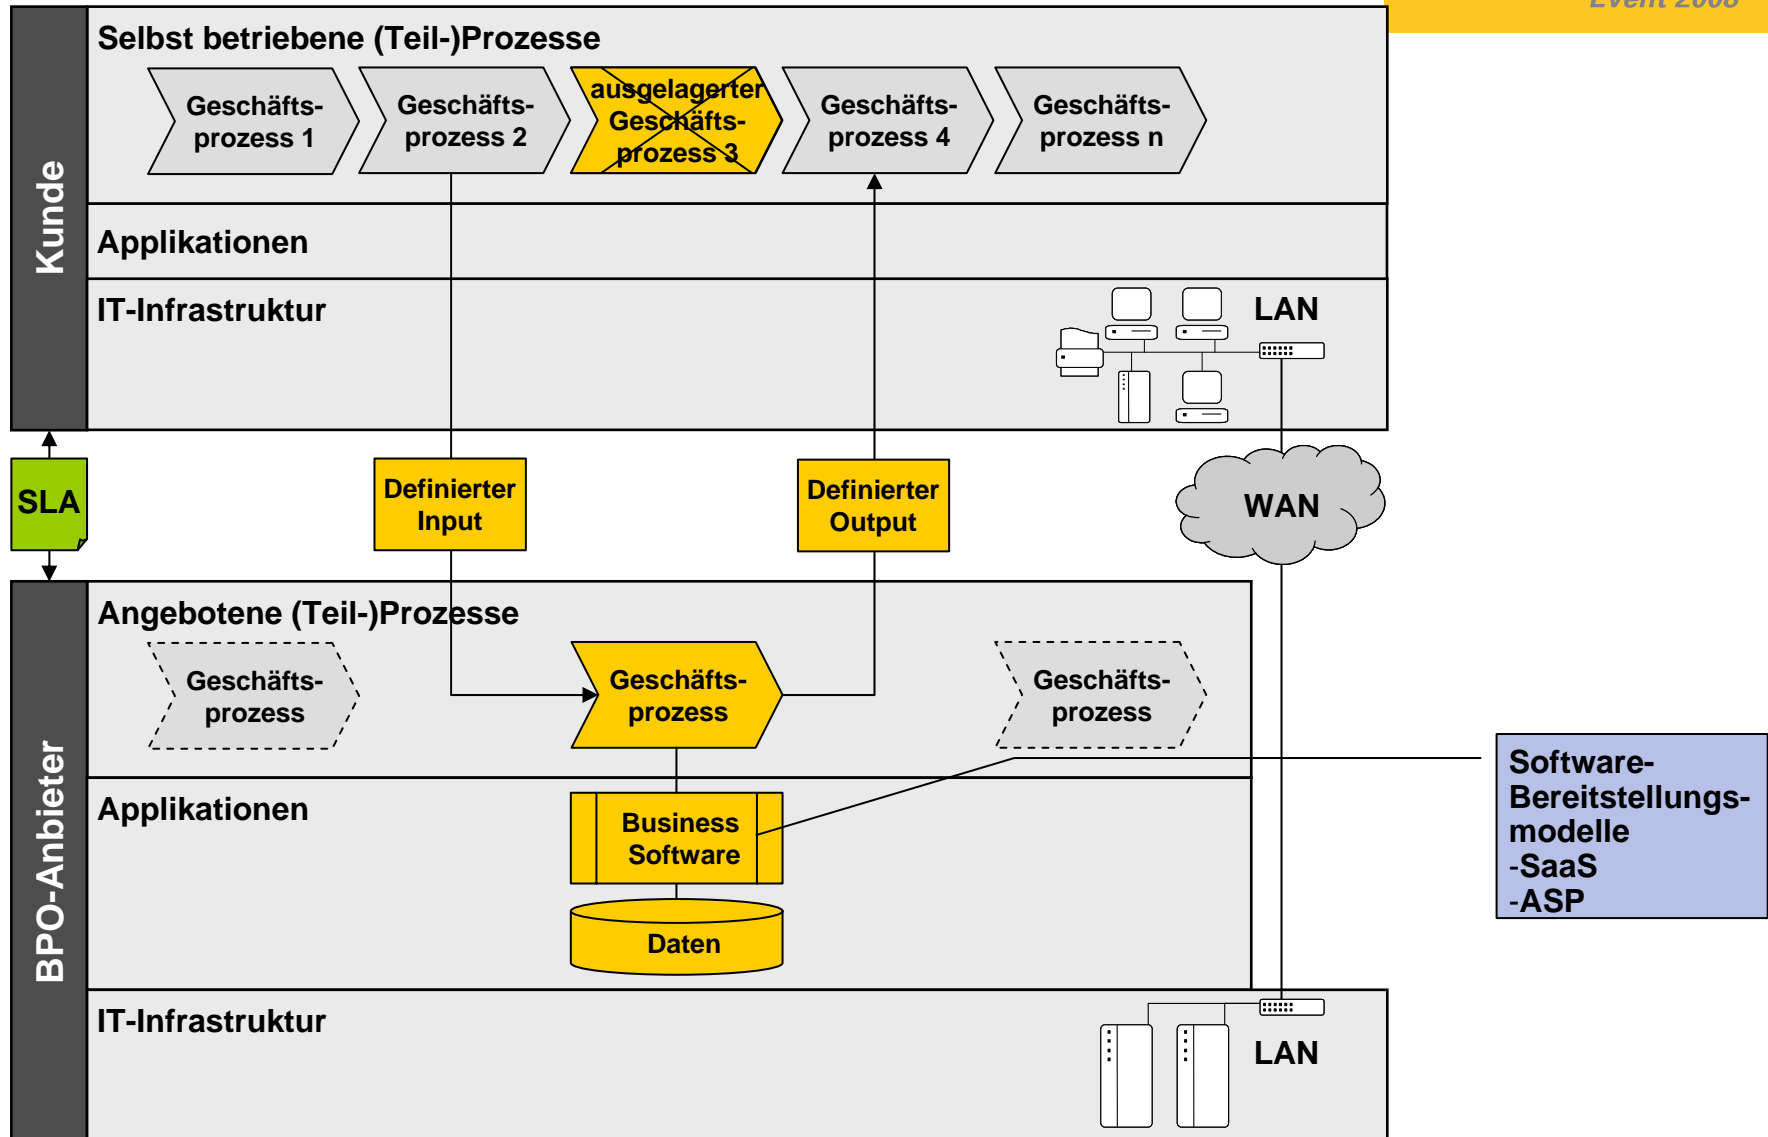 Event 2008
Selbst betriebene (Teil-)Prozesse
Geschäfts-
prozess 1
Geschäfts-
prozess 2
ausgelagerter
Geschäfts-
prozess 3
Geschäfts-
prozess 4
Geschäfts-
prozess n
Kunde
Applikationen
IT-Infrastruktur
LAN
SLA
Definierter
Input
Definierter
Output
WAN
BPO-Anbieter
Angebotene (Teil-)Prozesse
Geschäfts-
prozess
Geschäfts-
prozess
Geschäfts-
prozess
Applikationen
Business
Software
Daten
Software-
Bereitstellungs-
modelle
-SaaS
-ASP
IT-Infrastruktur
LAN